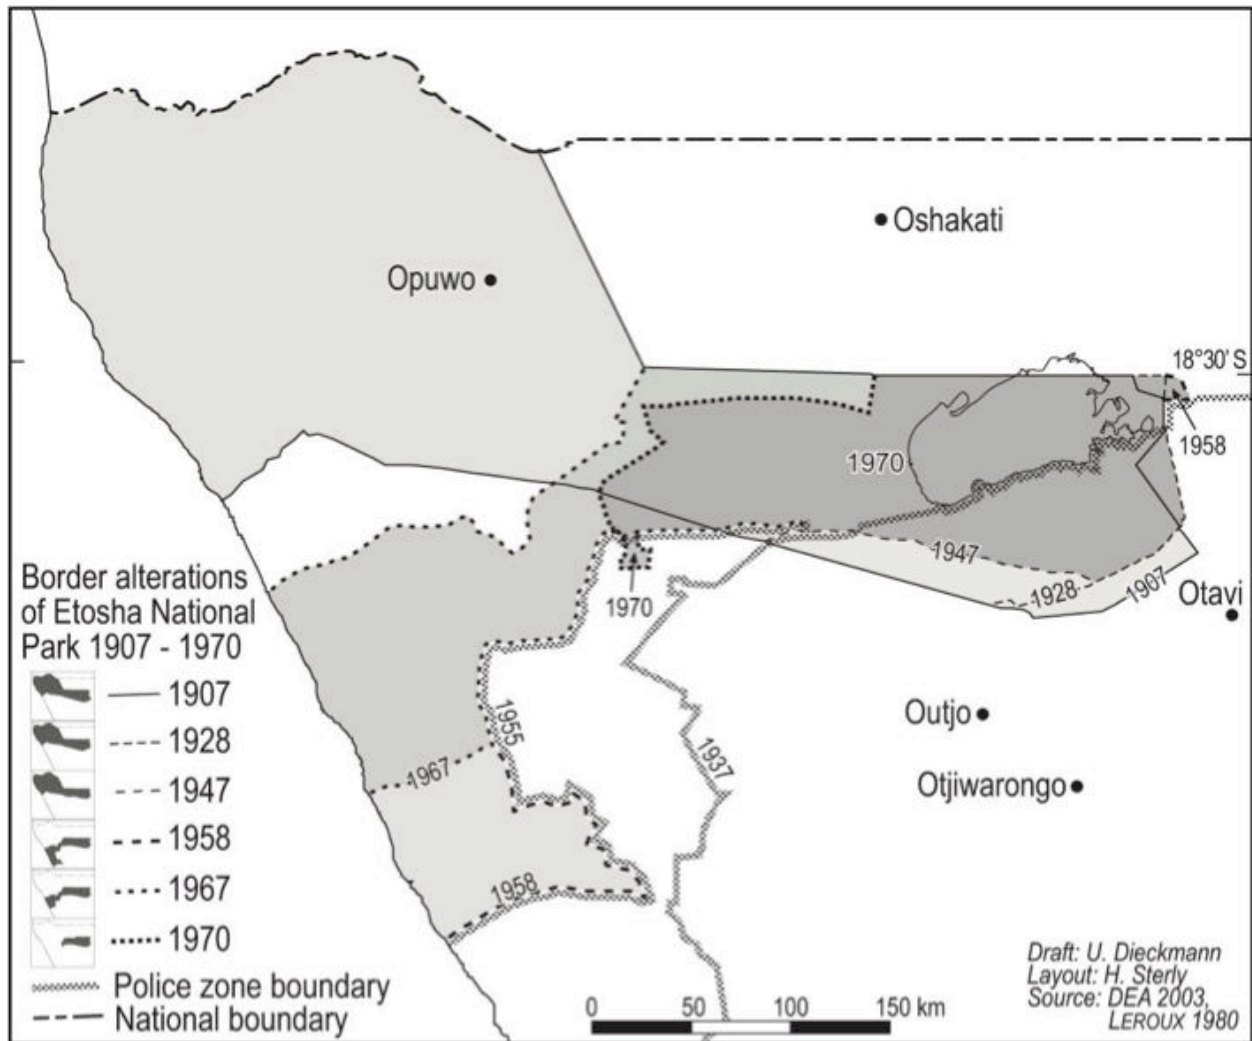 Oshakati
Opuwo
18°30' S
1958
1970
1947
1928
1907
1970
Otavi
Border alterations
of Etosha National
Park 1907 - 1970
1907
1928
1947
1958
1967
1970
Police zone boundary
National boundary
1955
1937
1967
1958
Outjo
Otjiwarongo
0 50 100 150 km
Draft: U. Dieckmann
Layout: H. Sterly
Source: DEA 2003,
LEROUX 1980